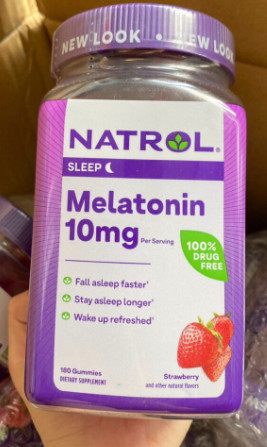 NEW LOOK • NEW LOOK
NATROL®
SLEEP
Melatonin
10mg Per Serving
100%
DRUG
FREE
Fall asleep faster†
Stay asleep longer†
Wake up refreshed†
Strawberry
and other natural flavors
180 Gummies
DIETARY SUPPLEMENT